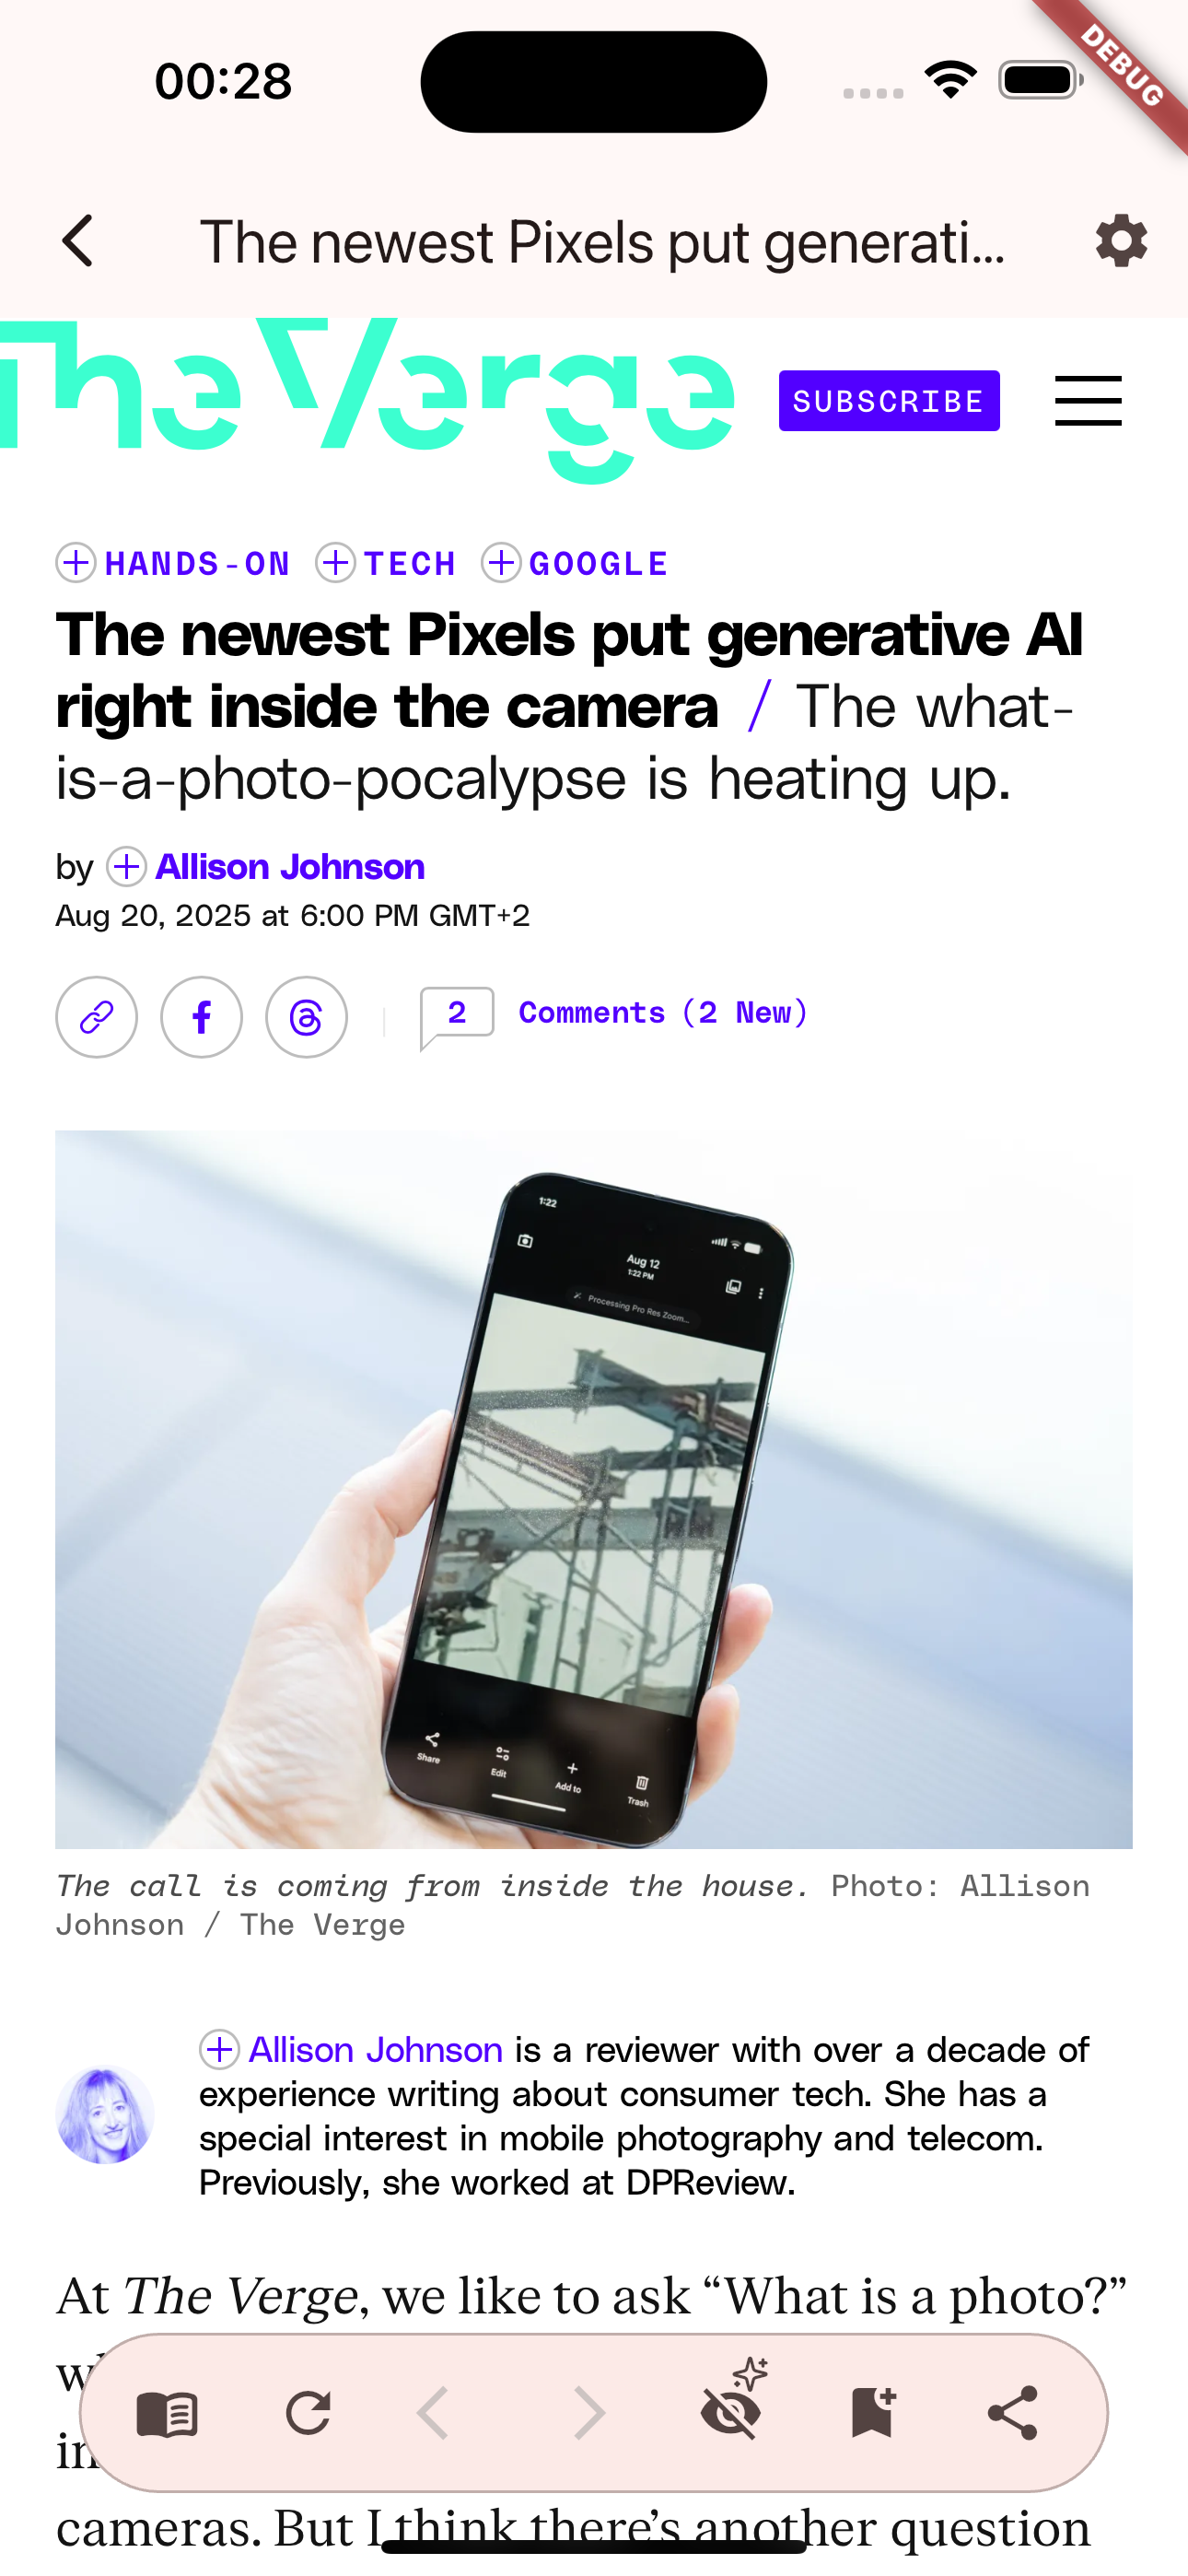 00:28
DEBUG
The newest Pixels put generati...
The Verge
SUBSCRIBE
HANDS-ON TECH GOOGLE
The newest Pixels put generative AI
right inside the camera / The what-
is-a-photo-pocalypse is heating up.
by Allison Johnson
Aug 20, 2025 at 6:00 PM GMT+2
2 Comments (2 New)
1:22
Aug 12
1:22 PM
Processing Pro Res Zoom...
Share
Edit
Add to
Trash
The call is coming from inside the house. Photo: Allison
Johnson / The Verge
Allison Johnson is a reviewer with over a decade of
experience writing about consumer tech. She has a
special interest in mobile photography and telecom.
Previously, she worked at DPReview.
At The Verge, we like to ask “What is a photo?”
cameras. But I think there’s another question